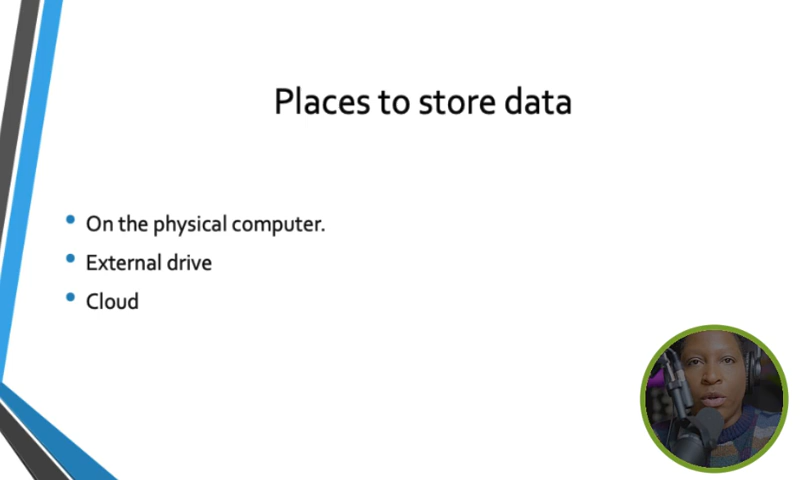 Places to store data
On the physical computer.
External drive
Cloud